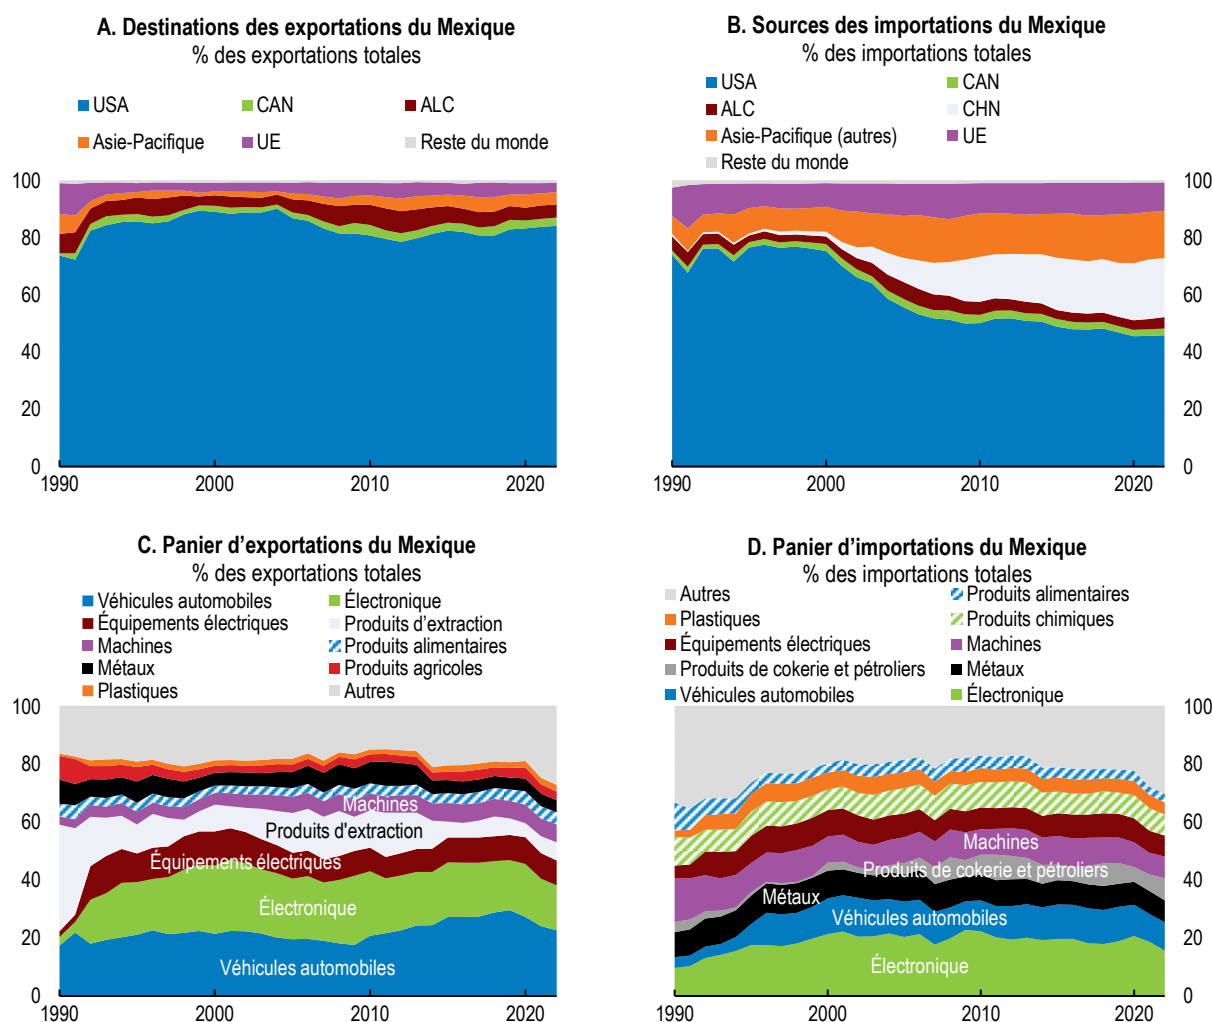 A. Destinations des exportations du Mexique
% des exportations totales
USA
CAN
ALC
Asie-Pacifique
UE
Reste du monde
100
80
60
40
20
0
1990
2000
2010
2020
B. Sources des importations du Mexique
% des importations totales
USA
CAN
ALC
CHN
Asie-Pacifique (autres)
UE
Reste du monde
100
80
60
40
20
0
1990
2000
2010
2020
C. Panier d'exportations du Mexique
% des exportations totales
Véhicules automobiles
Électronique
Équipements électriques
Produits d'extraction
Machines
Produits alimentaires
Métaux
Produits agricoles
Plastiques
Autres
100
80
60
40
20
0
Machines
Produits d'extraction
Équipements électriques
Électronique
Véhicules automobiles
1990
2000
2010
2020
D. Panier d'importations du Mexique
% des importations totales
Autres
Produits alimentaires
Plastiques
Produits chimiques
Équipements électriques
Machines
Produits de cokerie et pétroliers
Métaux
Véhicules automobiles
Électronique
100
80
60
40
20
0
Machines
Produits de cokerie et pétroliers
Métaux
Véhicules automobiles
Électronique
1990
2000
2010
2020